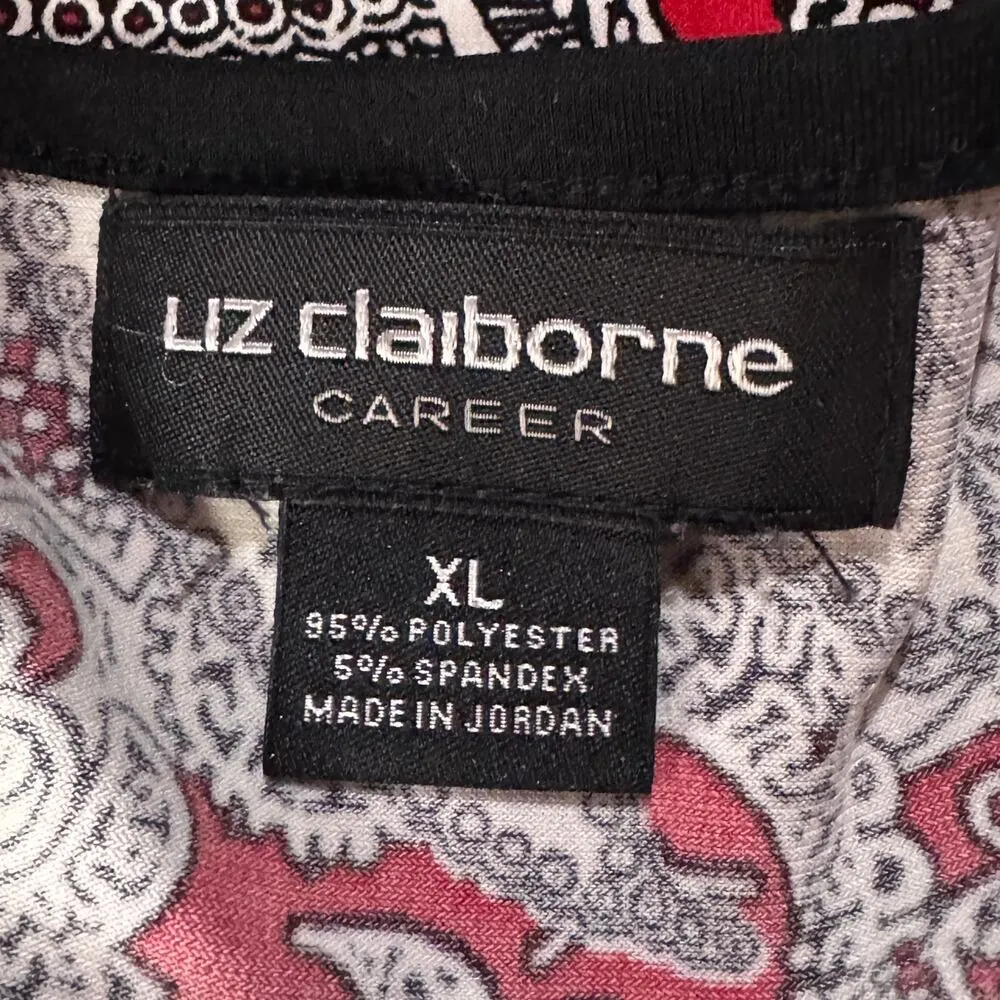 LIZ claiborne
CAREER
XL
95% POLYESTER
5% SPANDEX
MADE IN JORDAN